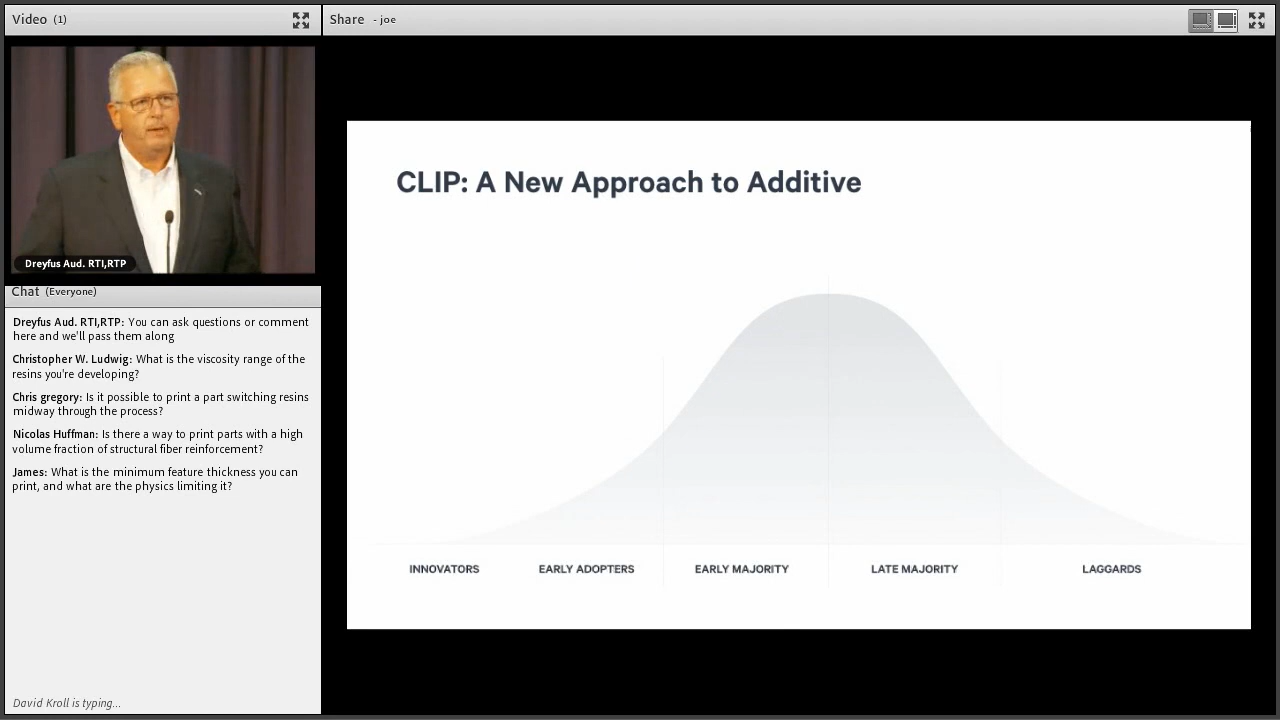 Video (1)
Share - joe
Dreyfus Aud. RTI,RTP
Chat (Everyone)
Dreyfus Aud. RTI,RTP: You can ask questions or comment
here and we'll pass them along
Christopher W. Ludwig: What is the viscosity range of the
resins you're developing?
Chris gregory: Is it possible to print a part switching resins
midway through the process?
Nicolas Huffman: Is there a way to print parts with a high
volume fraction of structural fiber reinforcement?
James: What is the minimum feature thickness you can
print, and what are the physics limiting it?
David Kroll is typing...
CLIP: A New Approach to Additive
INNOVATORS EARLY ADOPTERS EARLY MAJORITY LATE MAJORITY LAGGARDS